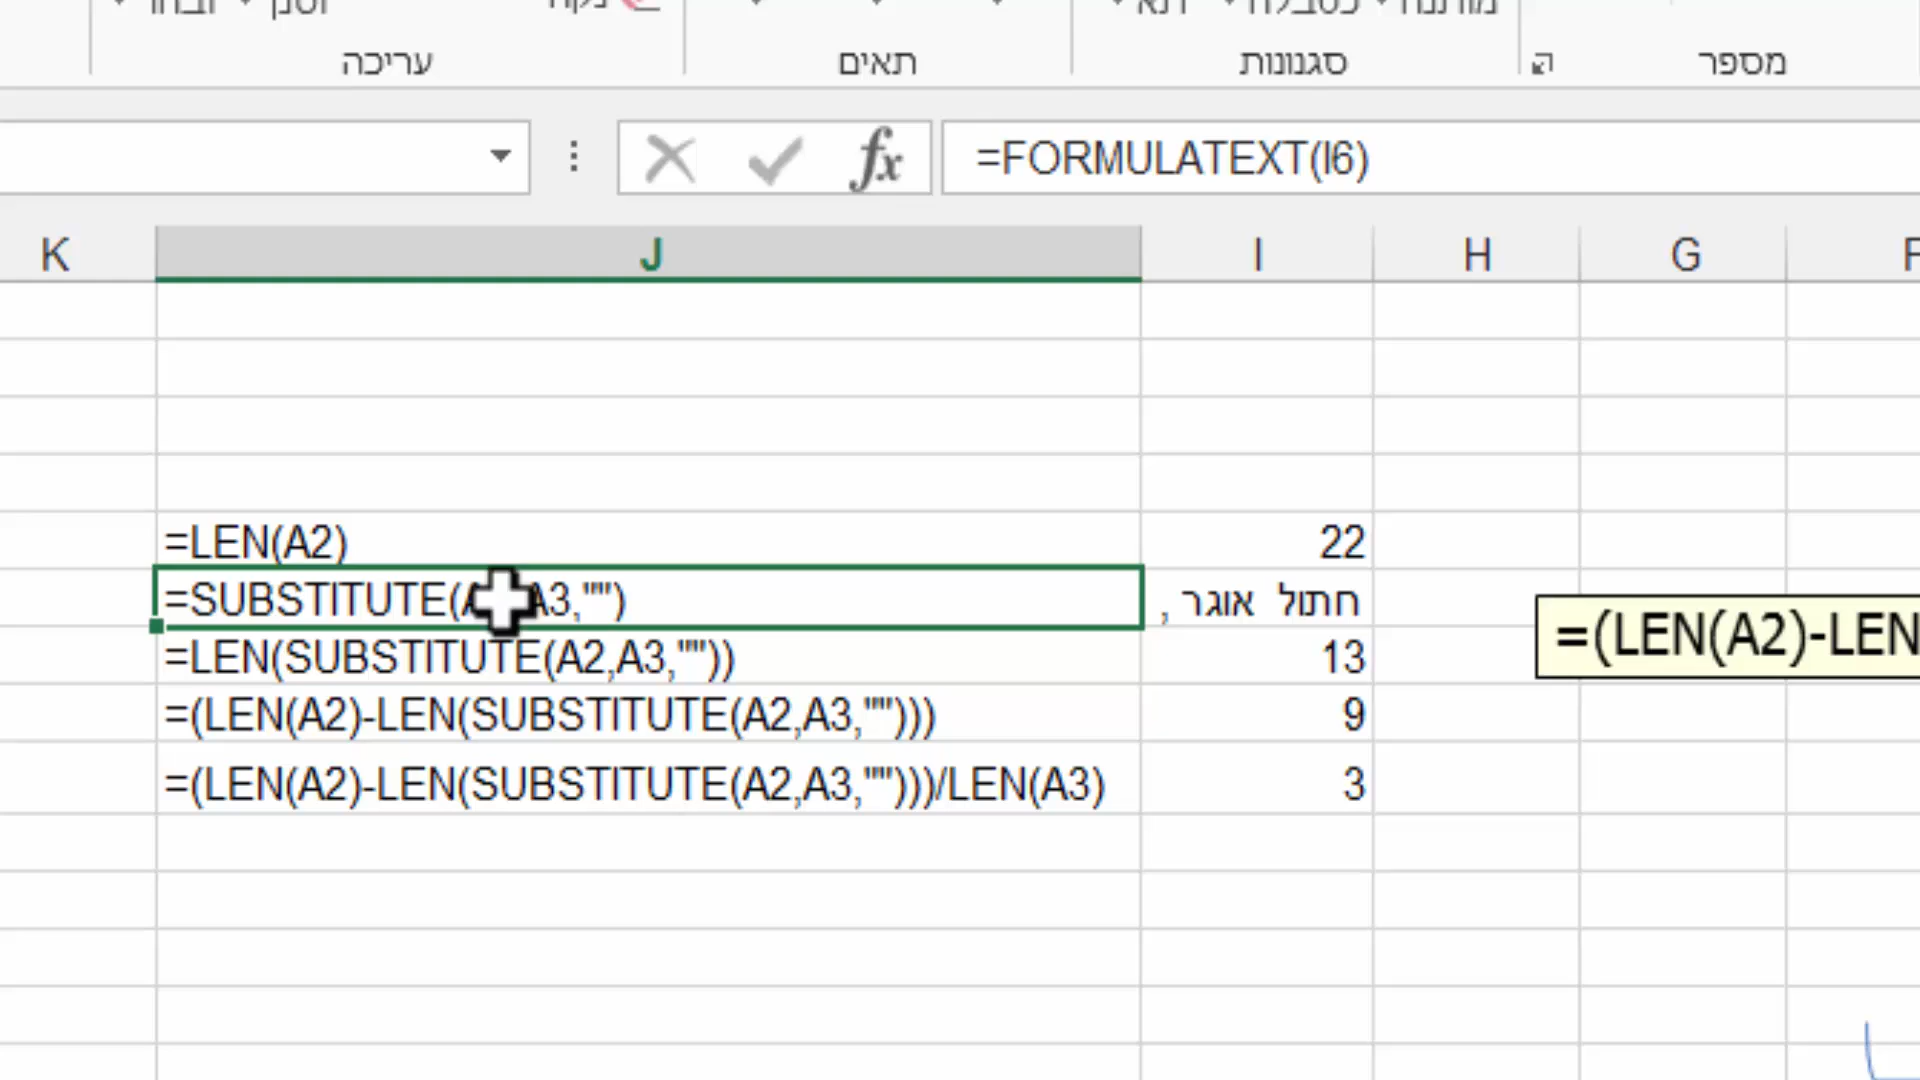 עריכה
תאים
סגנונות
מספר
fx
=FORMULATEXT(I6)
K J I H G F
=LEN(A2) 22
=SUBSTITUTE( A3,"") חתול אוגר ,
=(LEN(A2)-LEN
=LEN(SUBSTITUTE(A2,A3,"")) 13
=(LEN(A2)-LEN(SUBSTITUTE(A2,A3,""))) 9
=(LEN(A2)-LEN(SUBSTITUTE(A2,A3,"")))/LEN(A3) 3